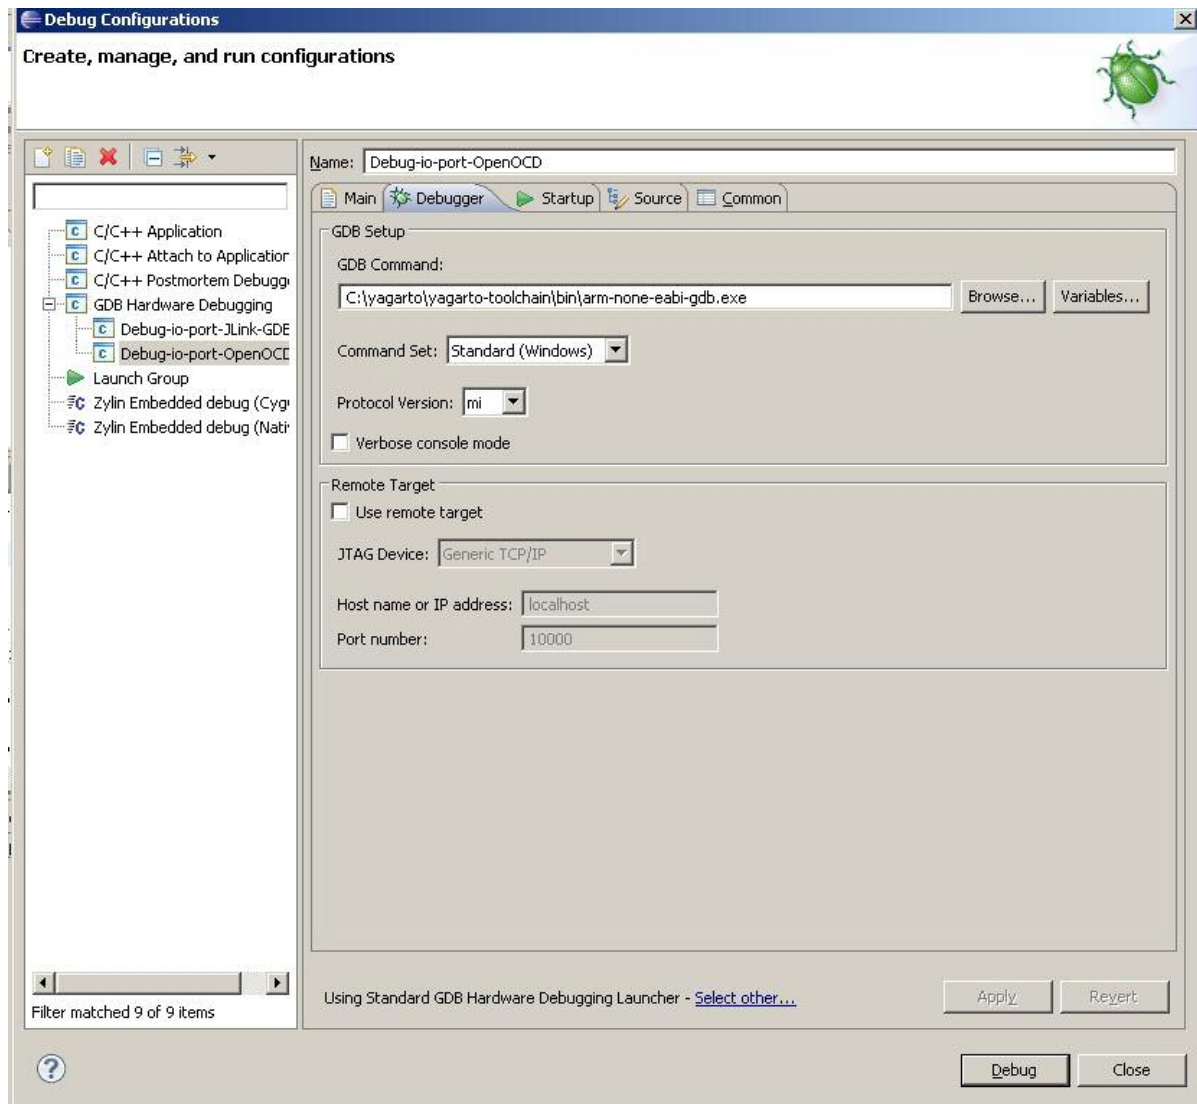 Debug Configurations
Create, manage, and run configurations
Name: Debug-io-port-OpenOCD
Main Debugger Startup Source Common
C/C++ Application
C/C++ Attach to Application
C/C++ Postmortem Debugg
GDB Hardware Debugging
Debug-io-port-JLink-GDB
Debug-io-port-OpenOCD
Launch Group
Zylin Embedded debug (Cyg
Zylin Embedded debug (Nati
Filter matched 9 of 9 items
GDB Setup
GDB Command:
C:\yagarto\yagarto-toolchain\bin\arm-none-eabi-gdb.exe Browse... Variables...
Command Set: Standard (Windows)
Protocol Version: mi
Verbose console mode
Remote Target
Use remote target
JTAG Device: Generic TCP/IP
Host name or IP address: localhost
Port number: 10000
Using Standard GDB Hardware Debugging Launcher - Select other... Apply Revert
Debug Close